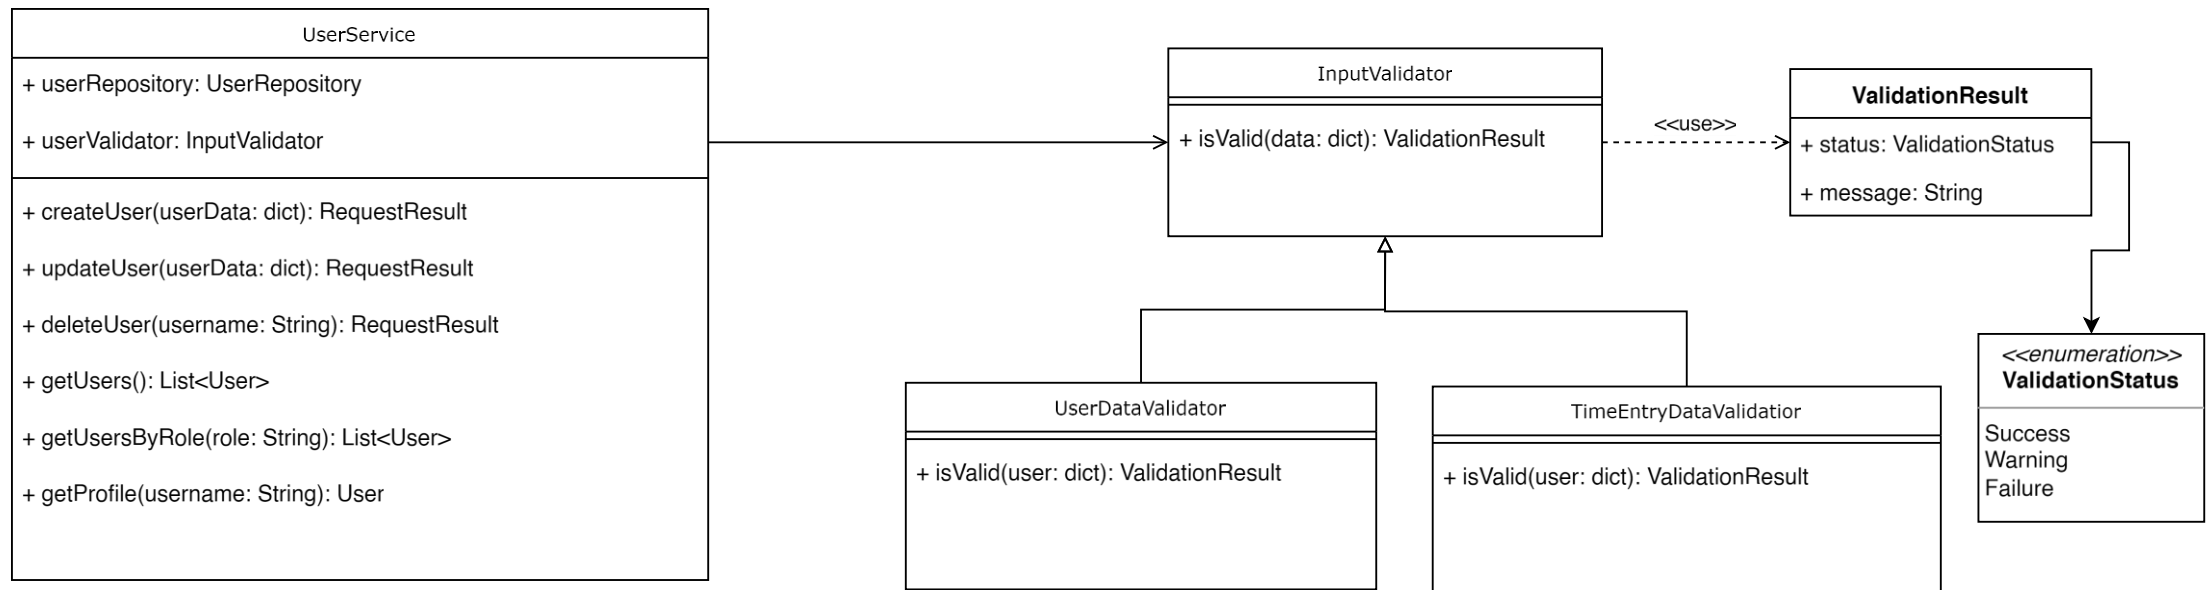 UserService
+ userRepository: UserRepository
+ userValidator: InputValidator
+ createUser(userData: dict): RequestResult
+ updateUser(userData: dict): RequestResult
+ deleteUser(username: String): RequestResult
+ getUsers(): List<User>
+ getUsersByRole(role: String): List<User>
+ getProfile(username: String): User
InputValidator
+ isValid(data: dict): ValidationResult
<<use>>
ValidationResult
+ status: ValidationStatus
+ message: String
UserDataValidator
+ isValid(user: dict): ValidationResult
TimeEntryDataValidatior
+ isValid(user: dict): ValidationResult
<<enumeration>>
ValidationStatus
Success
Warning
Failure